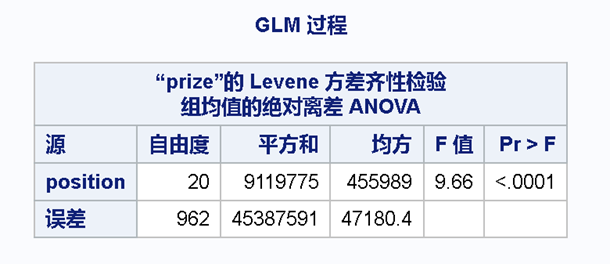 GLM 过程
“prize”的 Levene 方差齐性检验
组均值的绝对离差 ANOVA
源 自由度 平方和 均方 F 值 Pr > F
position 20 9119775 455989 9.66 <.0001
误差 962 45387591 47180.4